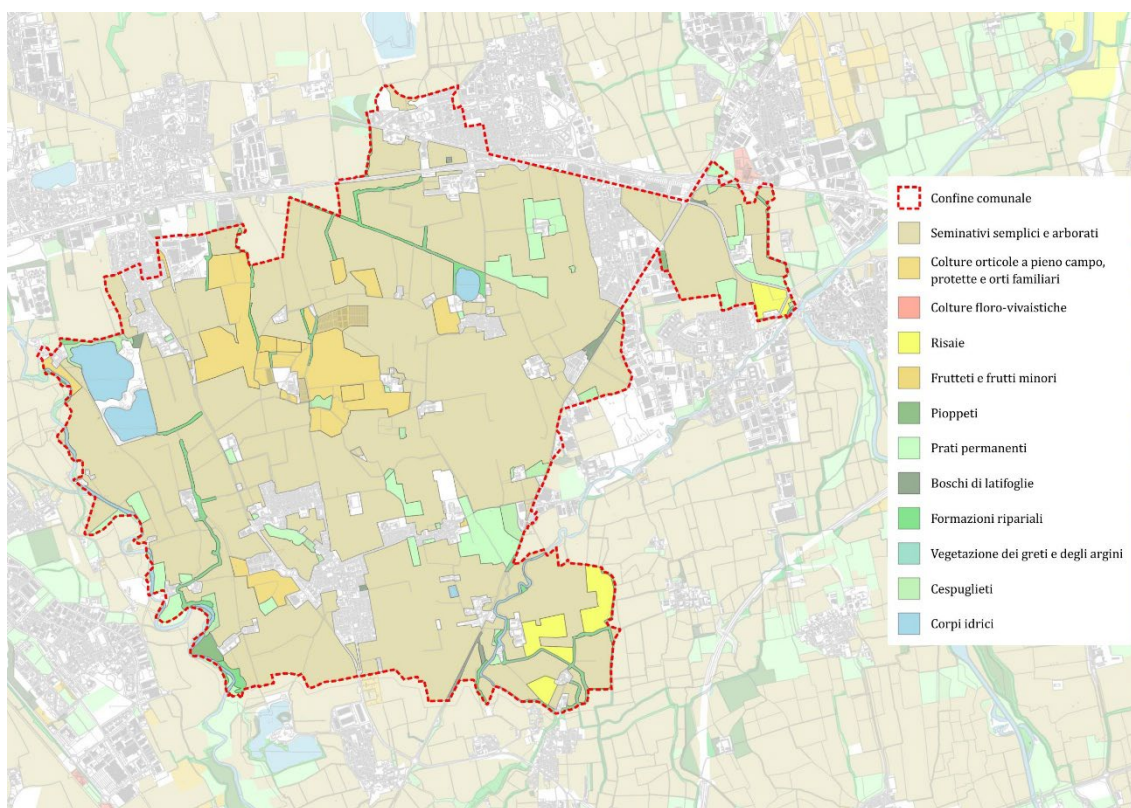 Confine comunale
Seminativi semplici e arborati
Colture orticole a pieno campo,
protette e orti familiari
Colture floro-vivaistiche
Risaie
Frutteti e frutti minori
Pioppeti
Prati permanenti
Boschi di latifoglie
Formazioni ripariali
Vegetazione dei greti e degli argini
Cespuglieti
Corpi idrici